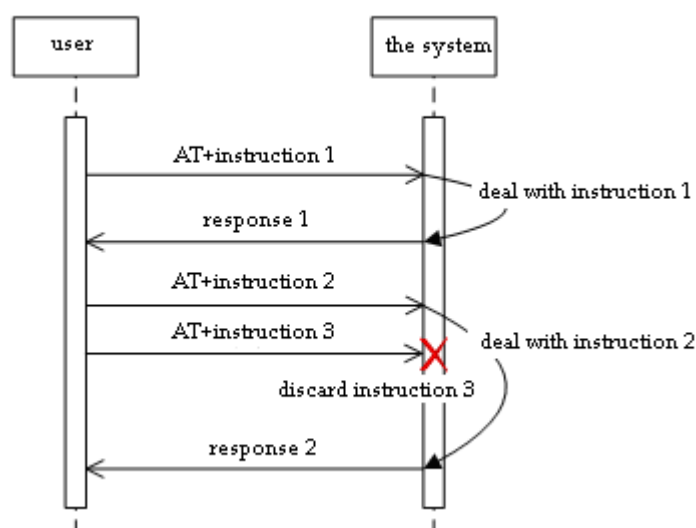 user
the system
AT+instruction 1
deal with instruction 1
response 1
AT+instruction 2
AT+instruction 3
deal with instruction 2
discard instruction 3
response 2